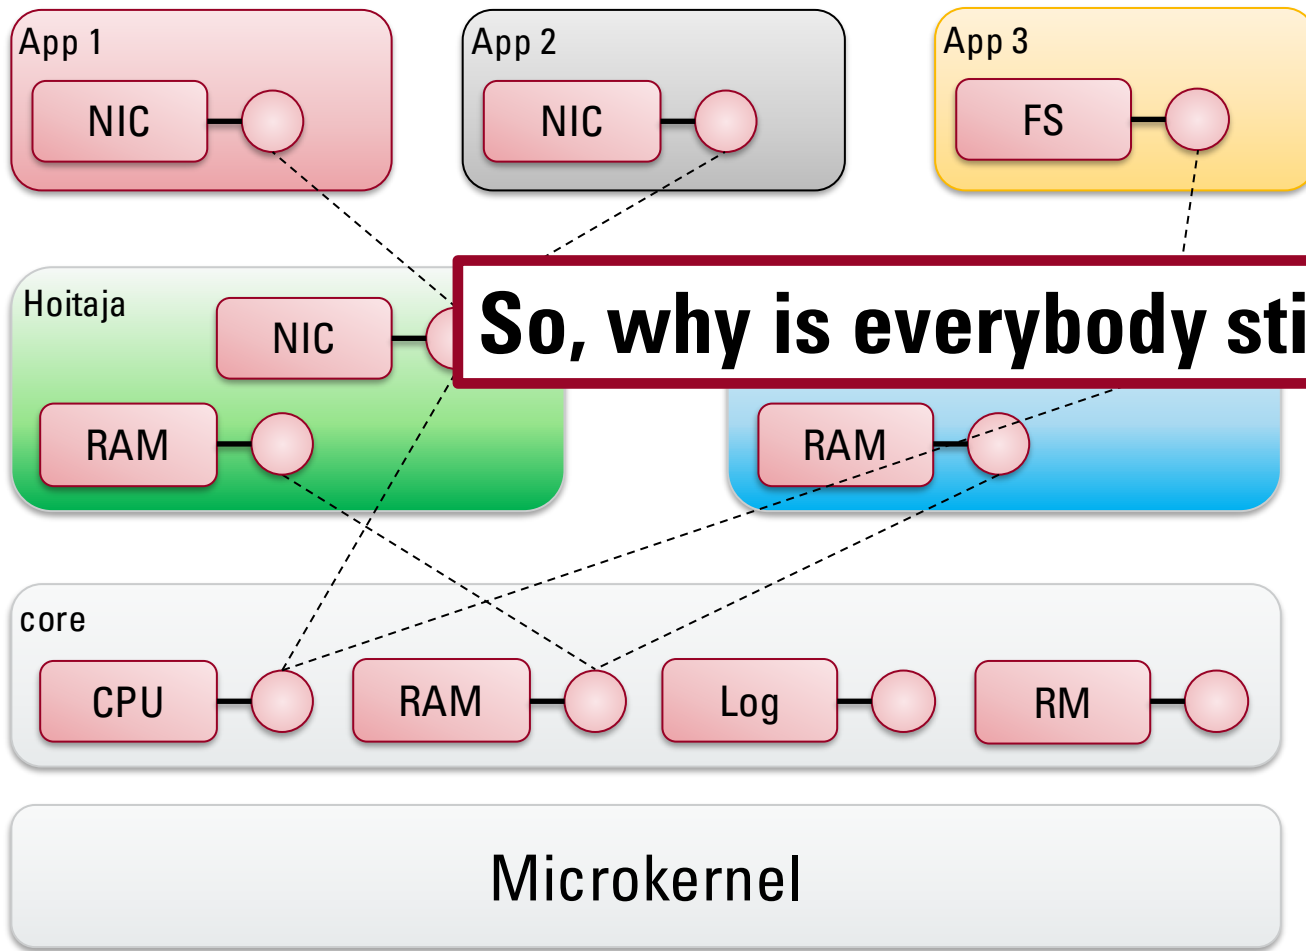 App 1
NIC
App 2
NIC
App 3
FS
Hoitaja
NIC
So, why is everybody
RAM
RAM
core
CPU
RAM
Log
RM
Microkernel